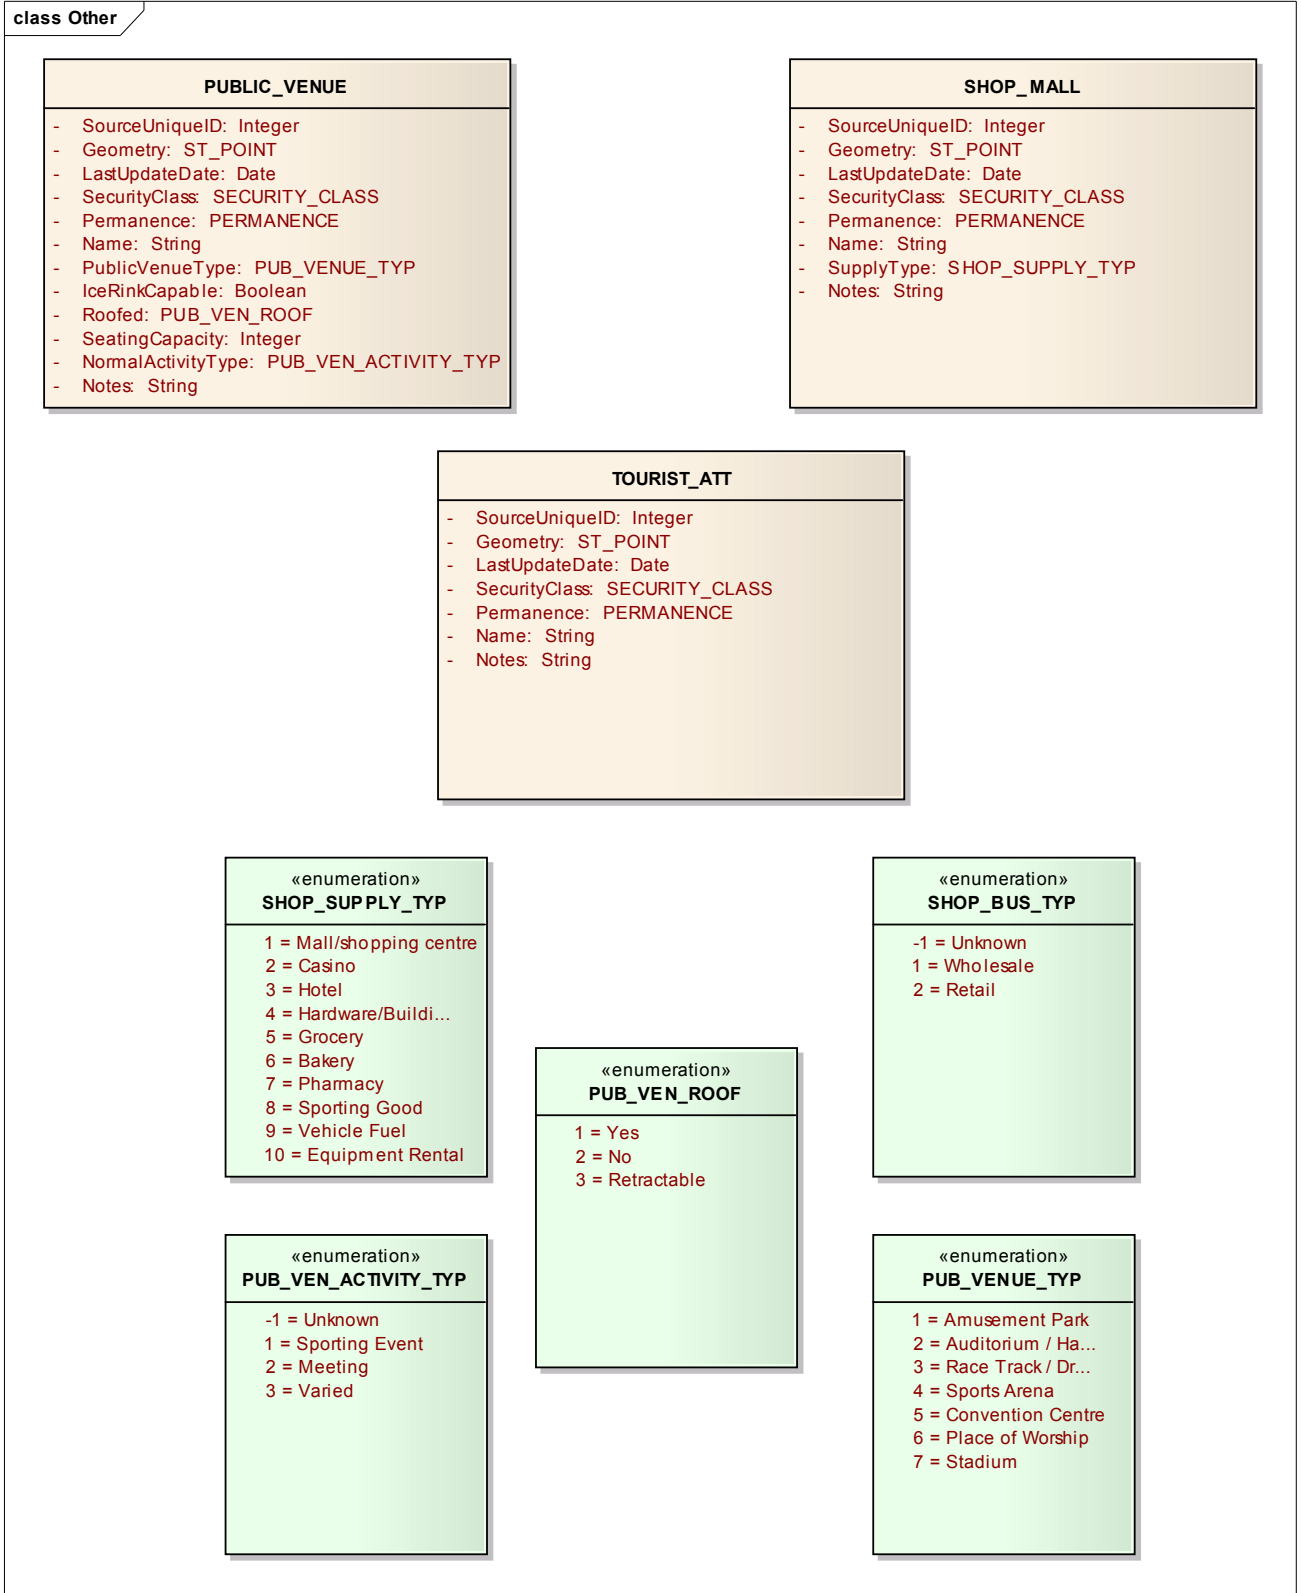 class Other
PUBLIC_VENUE
- SourceUniqueID: Integer
- Geometry: ST_POINT
- LastUpdateDate: Date
- SecurityClass: SECURITY_CLASS
- Permanence: PERMANENCE
- Name: String
- PublicVenueType: PUB_VENUE_TYP
- IceRinkCapable: Boolean
- Roofed: PUB_VEN_ROOF
- SeatingCapacity: Integer
- NormalActivityType: PUB_VEN_ACTIVITY_TYP
- Notes: String
SHOP_MALL
- SourceUniqueID: Integer
- Geometry: ST_POINT
- LastUpdateDate: Date
- SecurityClass: SECURITY_CLASS
- Permanence: PERMANENCE
- Name: String
- SupplyType: SHOP_SUPPLY_TYP
- Notes: String
TOURIST_ATT
- SourceUniqueID: Integer
- Geometry: ST_POINT
- LastUpdateDate: Date
- SecurityClass: SECURITY_CLASS
- Permanence: PERMANENCE
- Name: String
- Notes: String
«enumeration»
SHOP_SUPPLY_TYP
1 = Mall/shopping centre
2 = Casino
3 = Hotel
4 = Hardware/Buildi...
5 = Grocery
6 = Bakery
7 = Pharmacy
8 = Sporting Good
9 = Vehicle Fuel
10 = Equipment Rental
«enumeration»
SHOP_BUS_TYP
-1 = Unknown
1 = Wholesale
2 = Retail
«enumeration»
PUB_VEN_ROOF
1 = Yes
2 = No
3 = Retractable
«enumeration»
PUB_VEN_ACTIVITY_TYP
-1 = Unknown
1 = Sporting Event
2 = Meeting
3 = Varied
«enumeration»
PUB_VENUE_TYP
1 = Amusement Park
2 = Auditorium / Ha...
3 = Race Track / Dr...
4 = Sports Arena
5 = Convention Centre
6 = Place of Worship
7 = Stadium